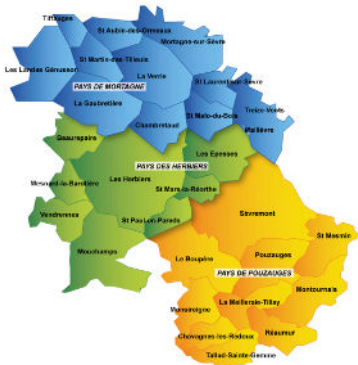 Tiffauges
St Aubin-des-Ormeaux
Mortagne-sur-Sèvre
St Martin-des-Tilleuls
Les Landes Génusson
La Verrie
St Laurent-sur-Sèvre
PAYS DE MORTAGNE
La Gaubretière
St Malo-du-Bois
Treize-Vents
Chambretaud
Mallièvre
Beaurepaire
Les Epesses
PAYS DES HERBIERS
Les Herbiers
Mesnard-la-Barotière
St Mars-la-Réorthe
Vendrennes
St Paul-en-Pareds
Sèvremont
St Mesmin
Mouchamps
Le Boupère
Pouzauges
PAYS DE POUZAUGES
Montournais
La Meilleraie-Tillay
Monsireigne
Réaumur
Chavagnes-les-Redoux
Tallud-Sainte-Gemme